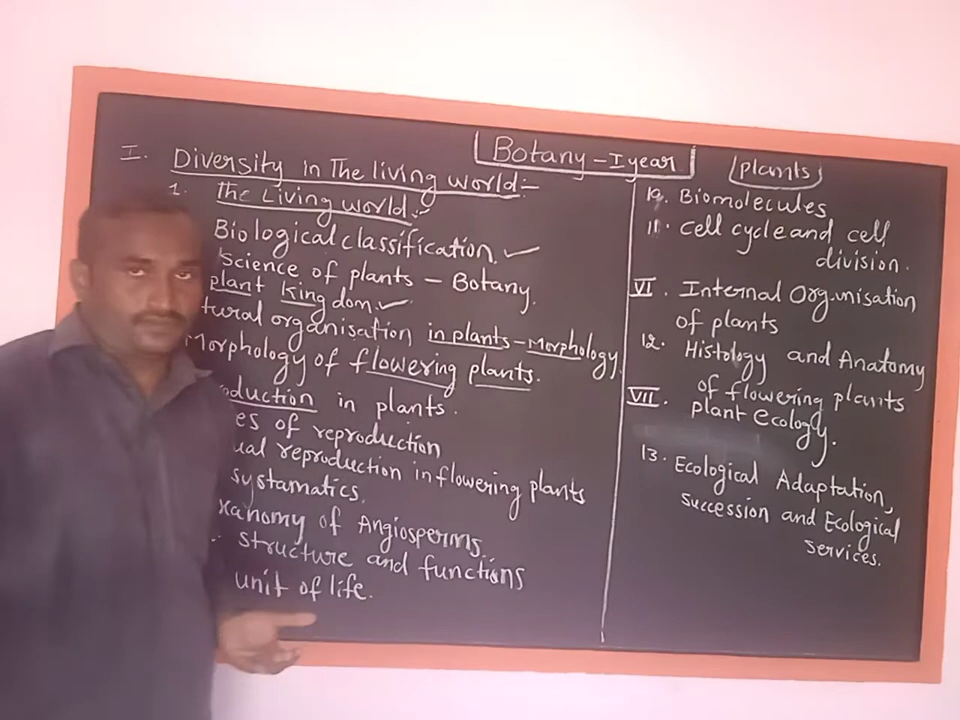 Botany – I year
plants
I. Diversity in The living world:-
1. The Living world:-
Biological classification. ✓
Science of plants – Botany.
plant kingdom. ✓
tural organisation in plants – Morphology.
Morphology of flowering plants.
oduction in plants.
es of reproduction
ual reproduction in flowering plants
systamatics.
xanomy of Angiosperms.
structure and functions
unit of life.
10. Biomolecules
11. cell cycle and cell
division.
VI. Internal Orgunisation
of plants
12. Histology and Anatomy
of flowering plants
VII. plant Ecology.
13. Ecological Adaptation,
succession and Ecological
services.